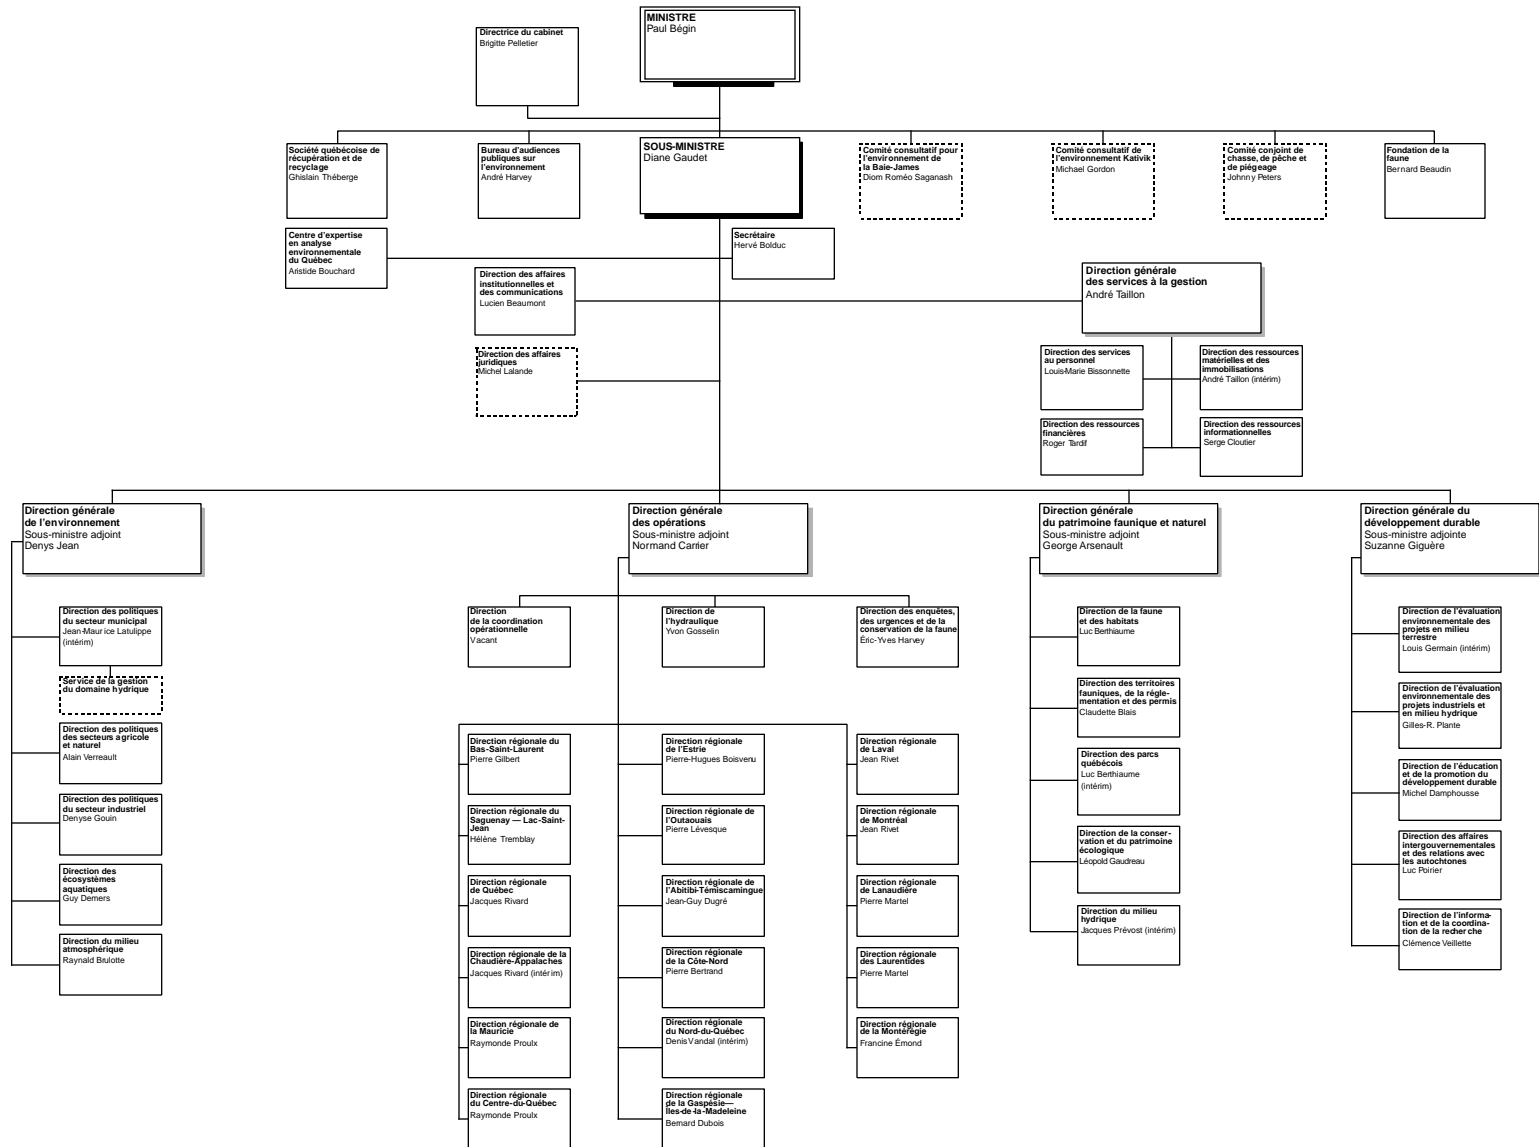 MINISTRE
Paul Bégin
Directrice du cabinet
Brigitte Pelletier
Société québécoise de
récupération et de
recyclage
Ghislain Théberge
Bureau d'audiences
publiques sur
l'environnement
André Harvey
SOUS-MINISTRE
Diane Gaudet
Comité consultatif pour
l'environnement de
la Baie-James
Diom Roméo Saganash
Comité consultatif de
l'environnement Kativik
Michael Gordon
Comité conjoint de
chasse, de pêche et
de piégeage
Johnny Peters
Fondation de la
faune
Bernard Beaudin
Centre d'expertise
en analyse
environnementale
du Québec
Aristide Bouchard
Secrétaire
Hervé Bolduc
Direction des affaires
institutionnelles et
des communications
Lucien Beaumont
Direction générale
des services à la gestion
André Taillon
Direction des affaires
juridiques
Michel Lalande
Direction des services
au personnel
Louis-Marie Bissonnette
Direction des ressources
matérielles et des
immobilisations
André Taillon (intérim)
Direction des ressources
financières
Roger Tardif
Direction des ressources
informationnelles
Serge Cloutier
Direction générale
de l'environnement
Sous-ministre adjoint
Denys Jean
Direction générale
des opérations
Sous-ministre adjoint
Normand Carrier
Direction générale
du patrimoine faunique et naturel
Sous-ministre adjoint
George Arsenault
Direction générale du
développement durable
Sous-ministre adjointe
Suzanne Giguère
Direction des politiques
du secteur municipal
Jean-Maurice Latulippe
(intérim)
Service de la gestion
du domaine hydrique
Direction des politiques
des secteurs agricole
et naturel
Alain Verreault
Direction des politiques
du secteur industriel
Denyse Gouin
Direction des
écosystèmes
aquatiques
Guy Demers
Direction du milieu
atmosphérique
Raynald Brulotte
Direction
de la coordination
opérationnelle
Vacant
Direction de
l'hydraulique
Yvon Gosselin
Direction des enquêtes,
des urgences et de la
conservation de la faune
Éric-Yves Harvey
Direction régionale du
Bas-Saint-Laurent
Pierre Gilbert
Direction régionale du
Saguenay — Lac-Saint-
Jean
Hélène Tremblay
Direction régionale
de Québec
Jacques Rivard
Direction régionale de la
Chaudière-Appalaches
Jacques Rivard (intérim)
Direction régionale de
la Mauricie
Raymonde Proulx
Direction régionale
du Centre-du-Québec
Raymonde Proulx
Direction régionale
de l'Estrie
Pierre-Hugues Boisvenu
Direction régionale de
l'Outaouais
Pierre Lévesque
Direction régionale de
l'Abitibi-Témiscamingue
Jean-Guy Dugré
Direction régionale
de la Côte-Nord
Pierre Bertrand
Direction régionale
du Nord-du-Québec
Denis Vandal (intérim)
Direction régionale
de la Gaspésie—
Îles-de-la-Madeleine
Bernard Dubois
Direction régionale
de Laval
Jean Rivet
Direction régionale
de Montréal
Jean Rivet
Direction régionale
de Lanaudière
Pierre Martel
Direction régionale
des Laurentides
Pierre Martel
Direction régionale
de la Montérégie
Francine Émond
Direction de la faune
et des habitats
Luc Berthiaume
Direction des territoires
fauniques, de la régle-
mentation et des permis
Claudette Blais
Direction des parcs
québécois
Luc Berthiaume
(intérim)
Direction de la conser-
vation et du patrimoine
écologique
Léopold Gaudreau
Direction du milieu
hydrique
Jacques Prévost (intérim)
Direction de l'évaluation
environnementale des
projets en milieu
terrestre
Louis Germain (intérim)
Direction de l'évaluation
environnementale des
projets industriels et
en milieu hydrique
Gilles-R. Plante
Direction de l'éducation
et de la promotion du
développement durable
Michel Damphousse
Direction des affaires
intergouvernementales
et des relations avec
les autochtones
Luc Poirier
Direction de l'informa-
tion et de la coordina-
tion de la recherche
Clémence Veillette